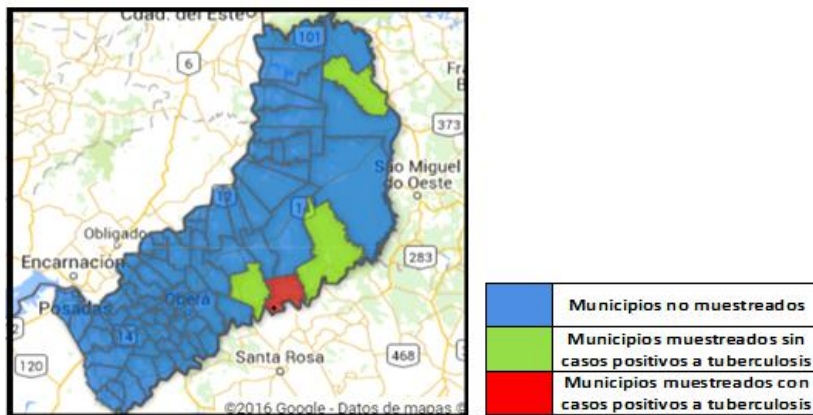 Cdad. del Este
101
6
373
São Miguel
do Oeste
12
14
Obligado
283
Encarnación
Posadas
Oberá
14
Santa Rosa
468
120
©2016 Google - Datos de mapas ©
Municipios no muestreados
Municipios muestreados sin
casos positivos a tuberculosis
Municipios muestreados con
casos positivos a tuberculosis